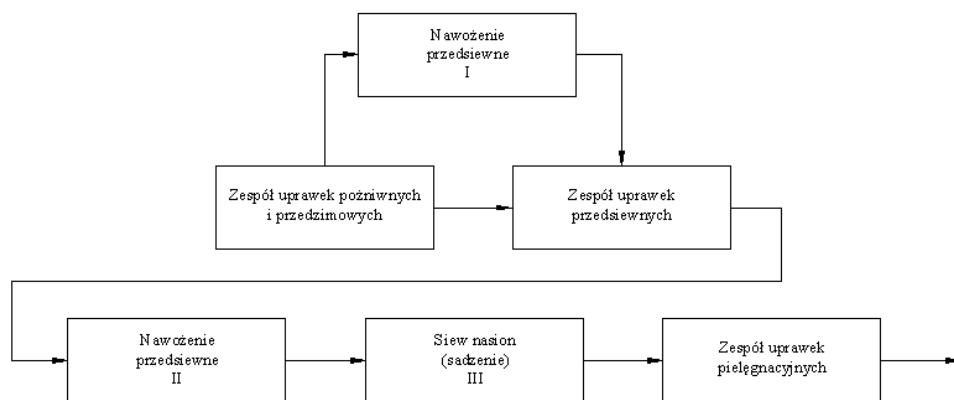 Nawożenie
przedsiewne
I
Zespół uprawek pożniwnych
i przedzimowych
Zespół uprawek
przedsiewnych
Nawożenie
przedsiewne
II
Siew nasion
(sadzenie)
III
Zespół uprawek
pielęgnacyjnych